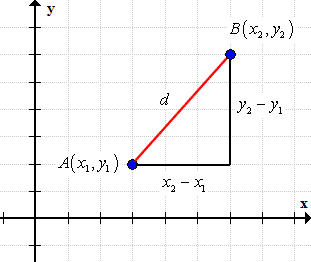 y
B(x₂, y₂)
d
y₂ − y₁
A(x₁, y₁)
x₂ − x₁
x